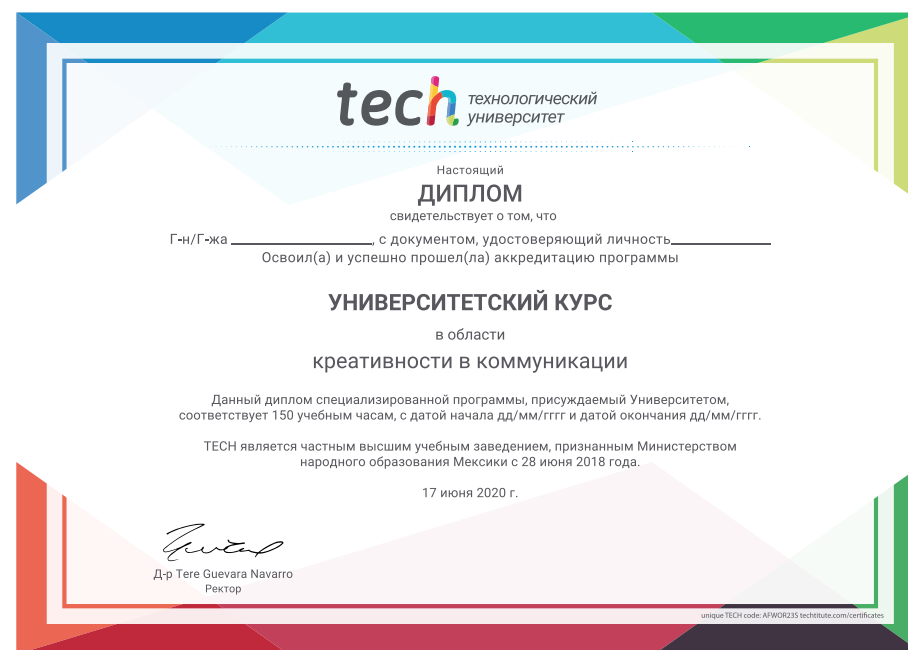 tech технологический
университет
Настоящий
ДИПЛОМ
свидетельствует о том, что
Г-н/Г-жа ____________________, с документом, удостоверяющий личность______________
Освоил(а) и успешно прошел(ла) аккредитацию программы
УНИВЕРСИТЕТСКИЙ КУРС
в области
креативности в коммуникации
Данный диплом специализированной программы, присуждаемый Университетом,
соответствует 150 учебным часам, с датой начала дд/мм/гггг и датой окончания дд/мм/гггг.
TECH является частным высшим учебным заведением, признанным Министерством
народного образования Мексики с 28 июня 2018 года.
17 июня 2020 г.
Д-р Tere Guevara Navarro
Ректор
unique TECH code: AFWOR23S techtitute.com/certificates